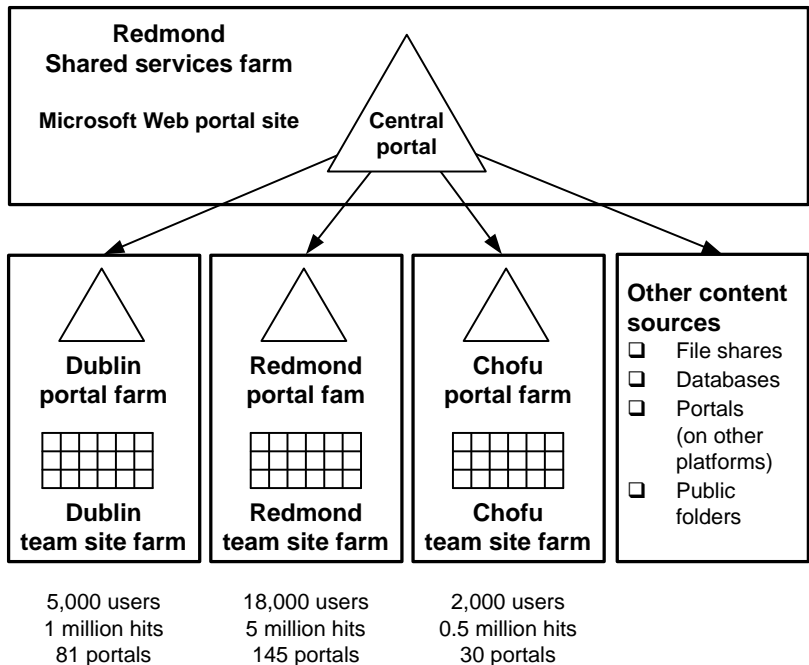 Redmond
Shared services farm
Microsoft Web portal site
Central
portal
Dublin
portal farm
Dublin
team site farm
Redmond
portal fam
Redmond
team site farm
Chofu
portal farm
Chofu
team site farm
Other content
sources
❑ File shares
❑ Databases
❑ Portals
(on other
platforms)
❑ Public
folders
5,000 users
1 million hits
81 portals
18,000 users
5 million hits
145 portals
2,000 users
0.5 million hits
30 portals